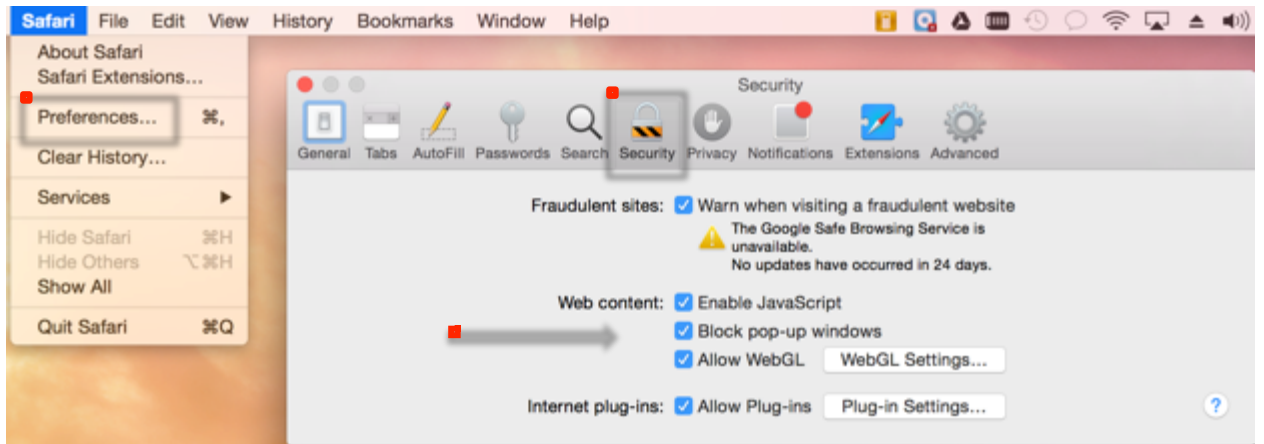 Safari File Edit View History Bookmarks Window Help
About Safari
Safari Extensions...
Preferences... ⌘,
Clear History...
Services ▶
Hide Safari ⌘H
Hide Others ⌥⌘H
Show All
Quit Safari ⌘Q
Security
General Tabs AutoFill Passwords Search Security Privacy Notifications Extensions Advanced
Fraudulent sites: Warn when visiting a fraudulent website
The Google Safe Browsing Service is
unavailable.
No updates have occurred in 24 days.
Web content: Enable JavaScript
Block pop-up windows
Allow WebGL WebGL Settings...
Internet plug-ins: Allow Plug-ins Plug-in Settings... ?